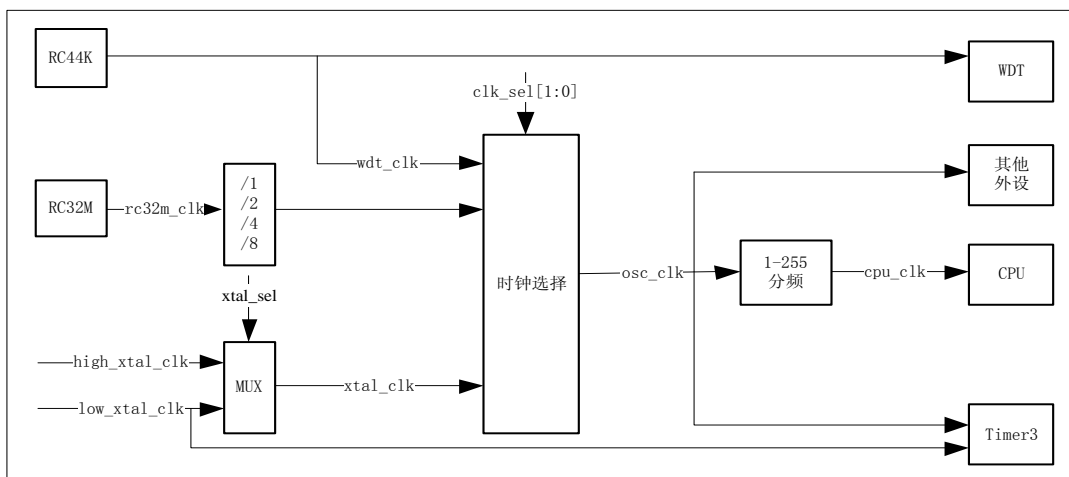 RC44K
WDT
clk_sel[1:0]
wdt_clk
其他
外设
RC32M
rc32m_clk
/1
/2
/4
/8
时钟选择
osc_clk
1-255
分频
cpu_clk
CPU
xtal_sel
high_xtal_clk
MUX
xtal_clk
low_xtal_clk
Timer3